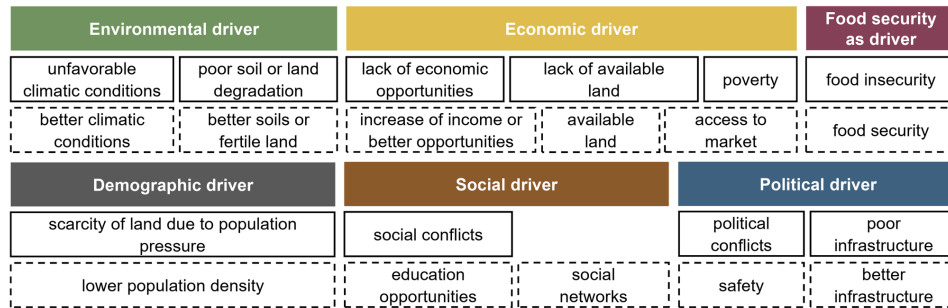 Environmental driver
Economic driver
Food security
as driver
unfavorable
climatic conditions
poor soil or land
degradation
lack of economic
opportunities
lack of available
land
poverty
food insecurity
better climatic
conditions
better soils or
fertile land
increase of income or
better opportunities
available
land
access to
market
food security
Demographic driver
Social driver
Political driver
scarcity of land due to population
pressure
social conflicts
political
conflicts
poor
infrastructure
lower population density
education
opportunities
social
networks
safety
better
infrastructure